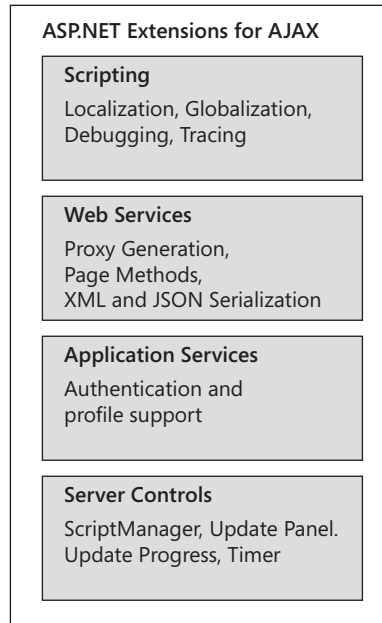 ASP.NET Extensions for AJAX
Scripting
Localization, Globalization,
Debugging, Tracing
Web Services
Proxy Generation,
Page Methods,
XML and JSON Serialization
Application Services
Authentication and
profile support
Server Controls
ScriptManager, Update Panel.
Update Progress, Timer